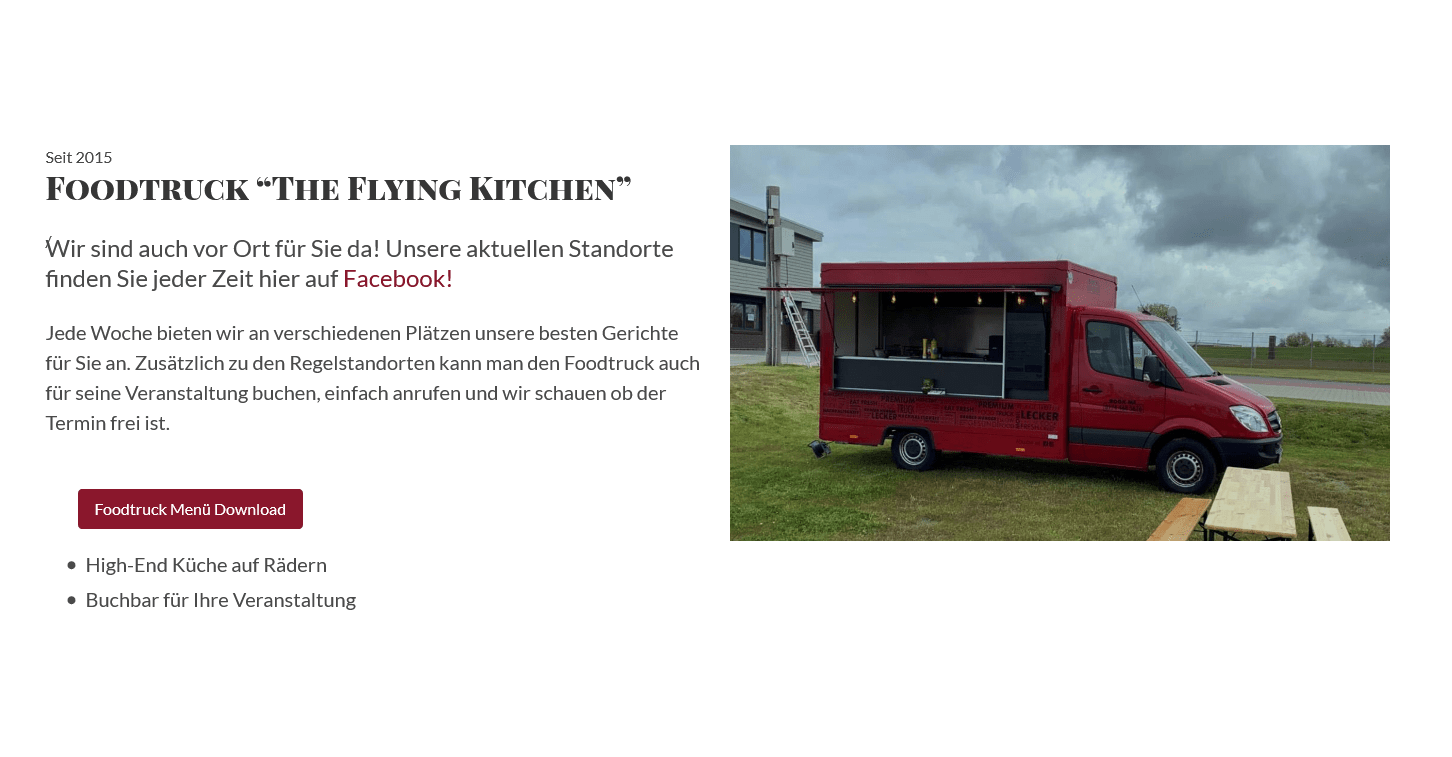 Seit 2015
Foodtruck “The Flying Kitchen”
Wir sind auch vor Ort für Sie da! Unsere aktuellen Standorte
finden Sie jeder Zeit hier auf Facebook!
Jede Woche bieten wir an verschiedenen Plätzen unsere besten Gerichte
für Sie an. Zusätzlich zu den Regelstandorten kann man den Foodtruck auch
für seine Veranstaltung buchen, einfach anrufen und wir schauen ob der
Termin frei ist.
Foodtruck Menü Download
• High-End Küche auf Rädern
• Buchbar für Ihre Veranstaltung
PREMIUM
PREMIUM
TRUCK
LECKER
LECKER